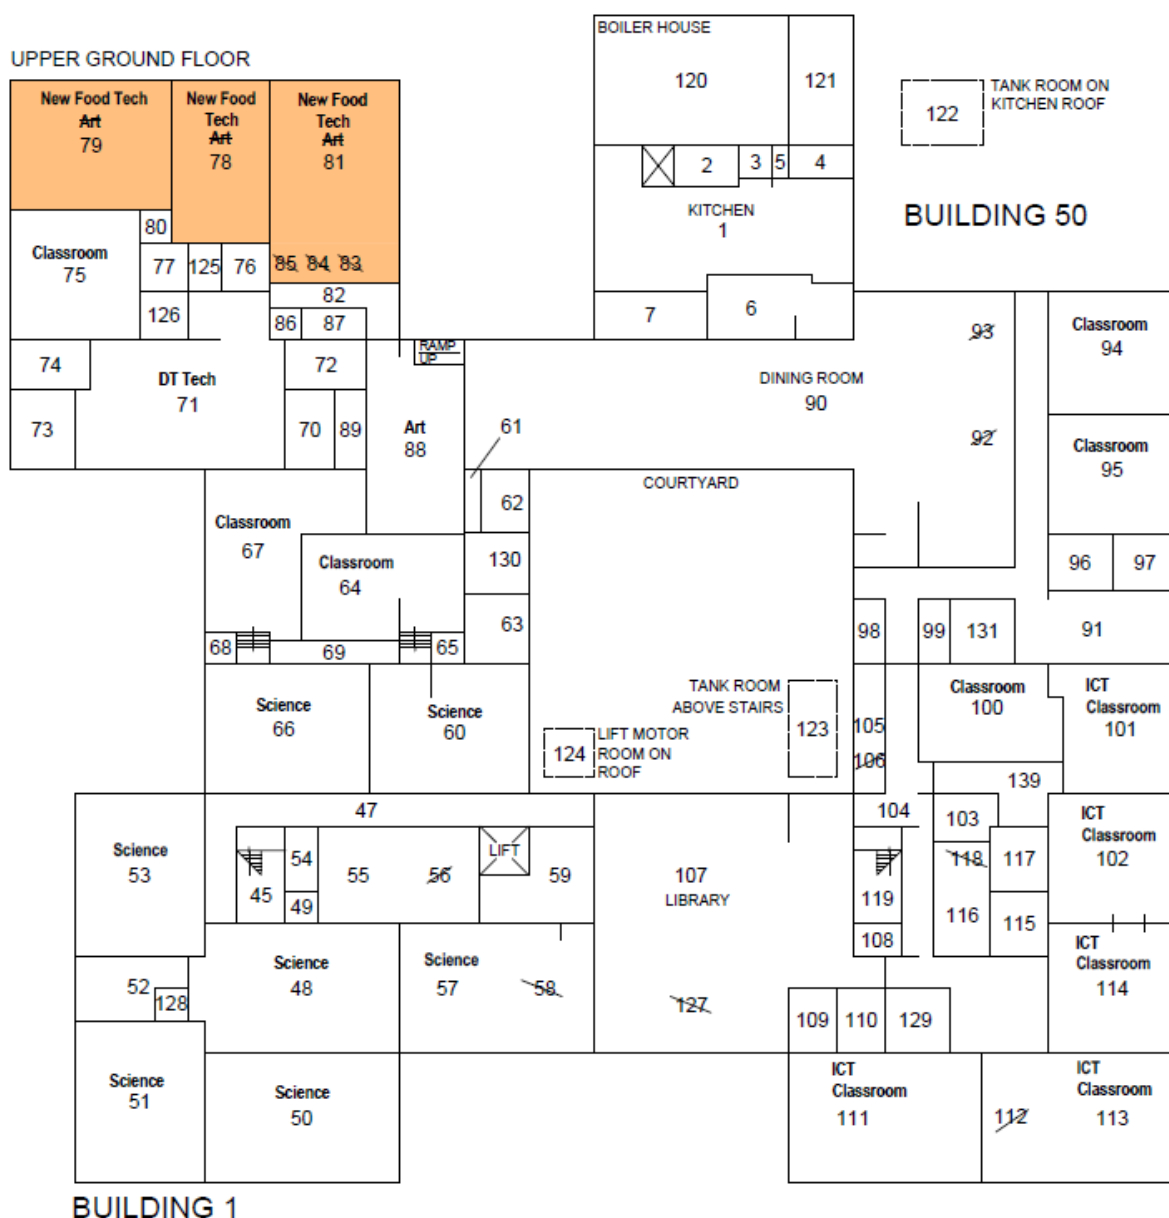 BOILER HOUSE
UPPER GROUND FLOOR
120
121
TANK ROOM ON
KITCHEN ROOF
122
New Food Tech
Art
79
New Food
Tech
Art
78
New Food
Tech
Art
81
2
3
5
4
KITCHEN
1
BUILDING 50
80
Classroom
75
77
125
76
85
84
83
82
126
86
87
7
6
93
Classroom
94
74
DT Tech
71
72
RAMP
UP
DINING ROOM
90
73
70
89
Art
88
61
92
Classroom
95
COURTYARD
62
Classroom
67
130
Classroom
64
96
97
63
98
99
131
91
68
69
65
Science
66
Science
60
TANK ROOM
ABOVE STAIRS
123
LIFT MOTOR
ROOM ON
ROOF
124
105
106
Classroom
100
ICT
Classroom
101
139
47
104
103
ICT
Classroom
102
Science
53
54
55
56
LIFT
59
107
LIBRARY
118
117
45
49
119
116
115
108
Science
48
Science
57
58
ICT
Classroom
114
52
128
127
109
110
129
Science
51
Science
50
ICT
Classroom
111
112
ICT
Classroom
113
BUILDING 1